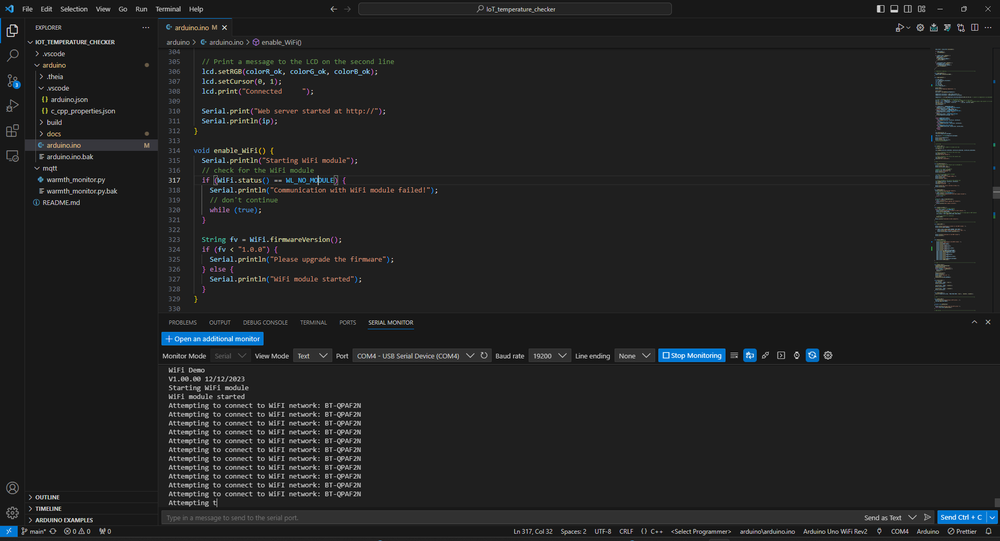 File Edit Selection View Go Run Terminal Help
IoT_temperature_checker
EXPLORER
IOT_TEMPERATURE_CHECKER
.vscode
arduino
.theia
.vscode
arduino.json
c_cpp_properties.json
build
docs
arduino.ino M
arduino.ino.bak
mqtt
warmth_monitor.py
warmth_monitor.py.bak
README.md
OUTLINE
TIMELINE
ARDUINO EXAMPLES
3
arduino.ino M
arduino > arduino.ino > enable_WiFi()
304
305 // Print a message to the LCD on the second line
306 lcd.setRGB(colorR_ok, colorG_ok, colorB_ok);
307 lcd.setCursor(0, 1);
308 lcd.print("Connected     ");
309
310 Serial.print("Web server started at http://");
311 Serial.println(ip);
312 }
313
314 void enable_WiFi() {
315 Serial.println("Starting WiFi module");
316 // check for the WiFi module
317 if (WiFi.status() == WL_NO_MODULE) {
318 Serial.println("Communication with WiFi module failed!");
319 // don't continue
320 while (true);
321 }
322
323 String fv = WiFi.firmwareVersion();
324 if (fv < "1.0.0") {
325 Serial.println("Please upgrade the firmware");
326 } else {
327 Serial.println("WiFi module started");
328 }
329 }
330
PROBLEMS OUTPUT DEBUG CONSOLE TERMINAL PORTS SERIAL MONITOR
Open an additional monitor
Monitor Mode Serial View Mode Text Port COM4 - USB Serial Device (COM4) Baud rate 19200 Line ending None Stop Monitoring
WiFi Demo
V1.00.00 12/12/2023
Starting WiFi module
WiFi module started
Attempting to connect to WiFI network: BT-QPAF2N
Attempting to connect to WiFI network: BT-QPAF2N
Attempting to connect to WiFI network: BT-QPAF2N
Attempting to connect to WiFI network: BT-QPAF2N
Attempting to connect to WiFI network: BT-QPAF2N
Attempting to connect to WiFI network: BT-QPAF2N
Attempting to connect to WiFI network: BT-QPAF2N
Attempting to connect to WiFI network: BT-QPAF2N
Attempting to connect to WiFI network: BT-QPAF2N
Attempting to connect to WiFI network: BT-QPAF2N
Attempting to connect to WiFI network: BT-QPAF2N
Attempting t
Type in a message to send to the serial port. Send as Text Send Ctrl + C
main* 0 0 0 Ln 317, Col 32 Spaces: 2 UTF-8 CRLF {} C++ <Select Programmer> arduino\arduino.ino Arduino Uno WiFi Rev2 COM4 Arduino Prettier